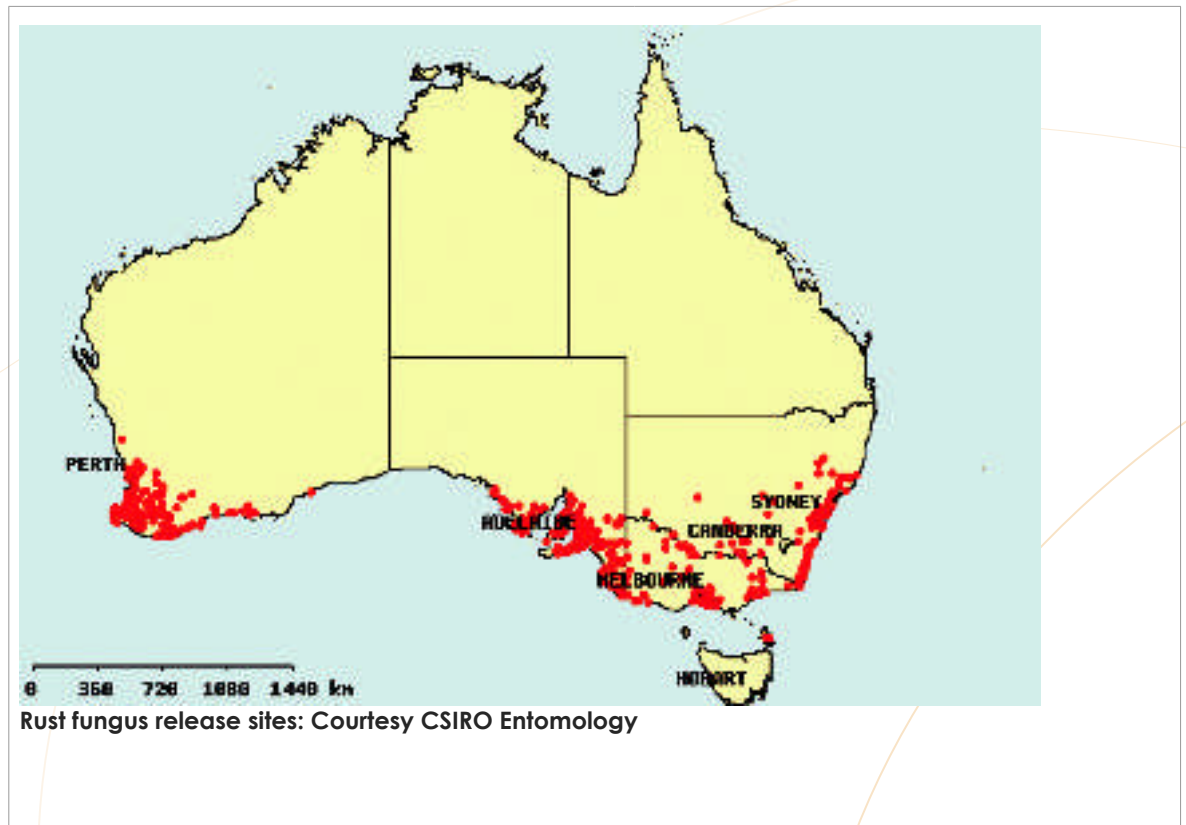 PERTH
ADELAIDE
SYDNEY
CANBERRA
MELBOURNE
HOBART
0 360 720 1080 1440 km
Rust fungus release sites: Courtesy CSIRO Entomology